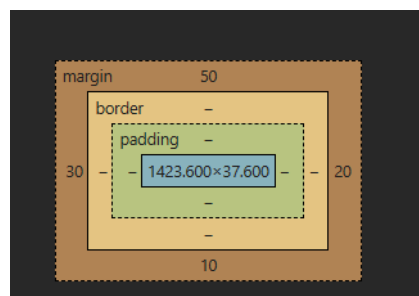 margin 50
border –
padding –
30 – – 1423.600×37.600 – – 20
–
–
10